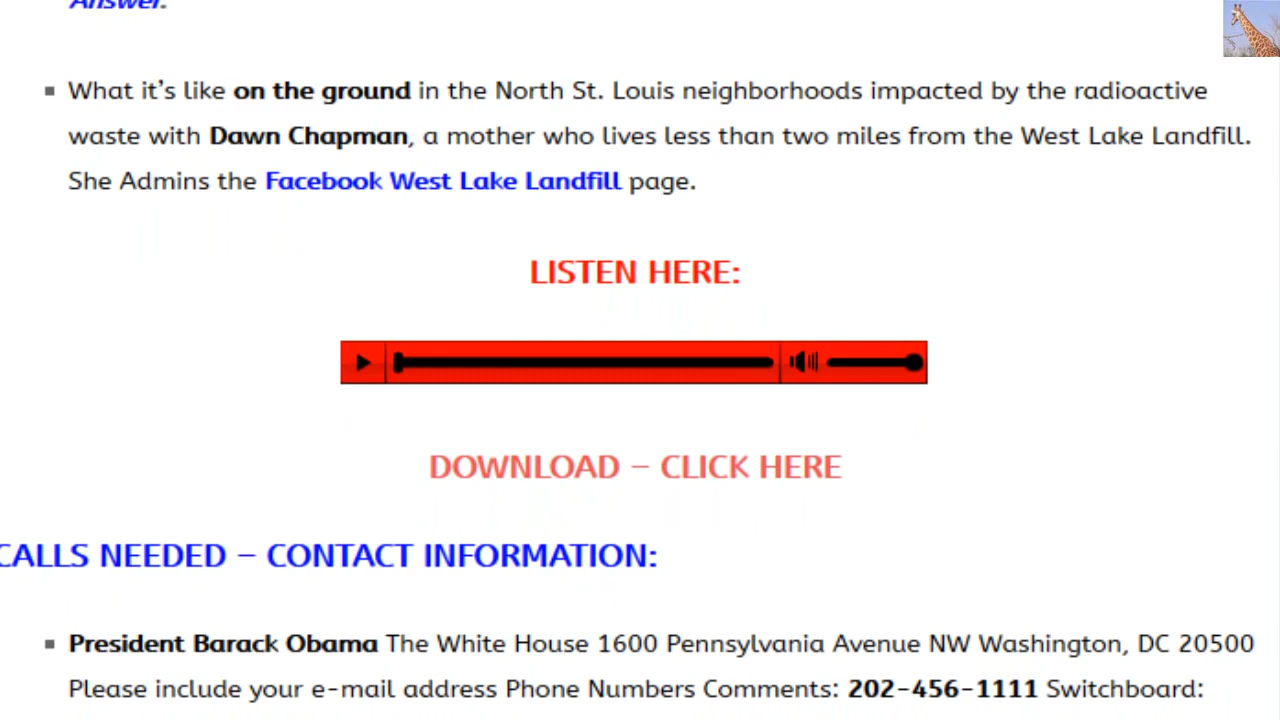 Answer.
What it's like on the ground in the North St. Louis neighborhoods impacted by the radioactive
waste with Dawn Chapman, a mother who lives less than two miles from the West Lake Landfill.
She Admins the Facebook West Lake Landfill page.
LISTEN HERE:
DOWNLOAD – CLICK HERE
CALLS NEEDED – CONTACT INFORMATION:
President Barack Obama The White House 1600 Pennsylvania Avenue NW Washington, DC 20500
Please include your e-mail address Phone Numbers Comments: 202-456-1111 Switchboard: